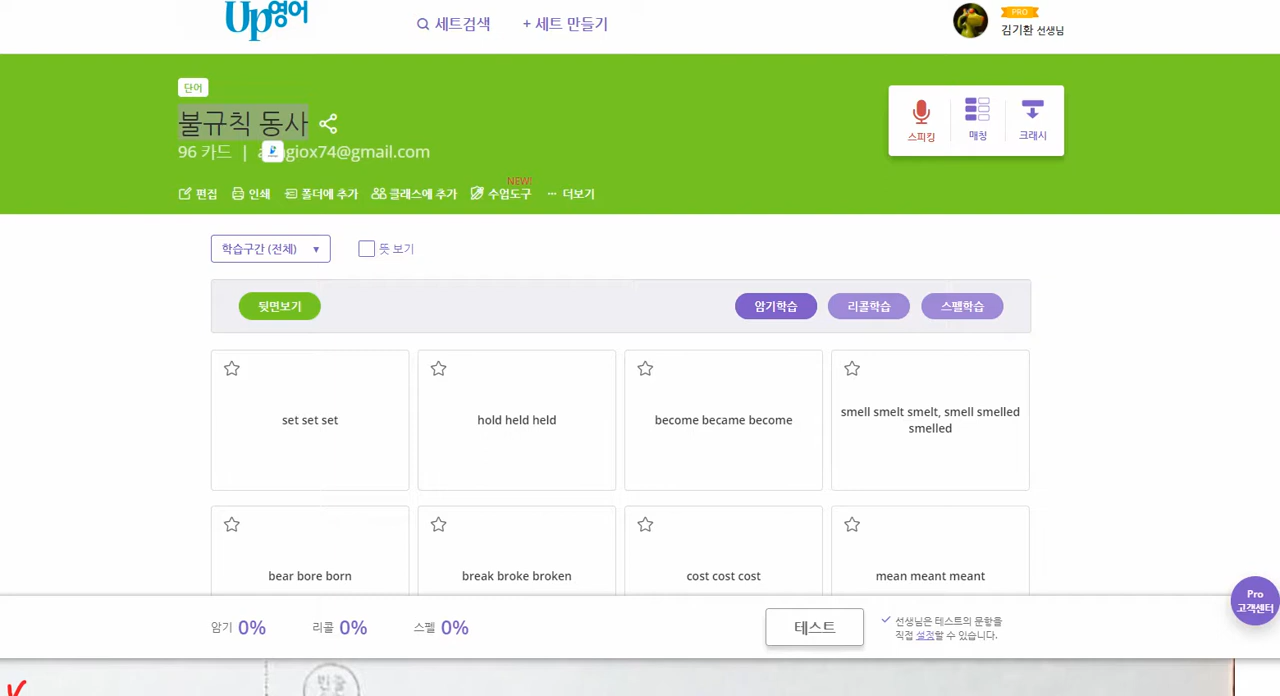 Up영어
세트검색
+ 세트 만들기
PRO
김기환 선생님
단어
불규칙 동사
96 카드 | giox74@gmail.com
스피킹
매칭
크래시
편집
인쇄
폴더에 추가
클래스에 추가
NEW!
수업도구
··· 더보기
학습구간 (전체) ▼
뜻 보기
뒷면보기
암기학습
리콜학습
스펠학습
set set set
hold held held
become became become
smell smelt smelt, smell smelled
smelled
bear bore born
break broke broken
cost cost cost
mean meant meant
Pro
고객센터
암기 0%
리콜 0%
스펠 0%
테스트
선생님은 테스트의 문항을
직접 설정할 수 있습니다.